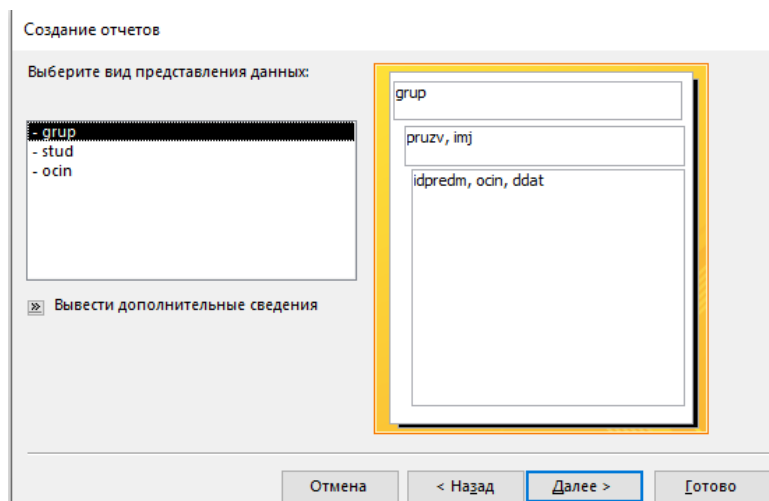 Создание отчетов
Выберите вид представления данных:
- grup
- stud
- ocin
Вывести дополнительные сведения
grup
pruzv, imj
idpredm, ocin, ddat
Отмена
< Назад
Далее >
Готово